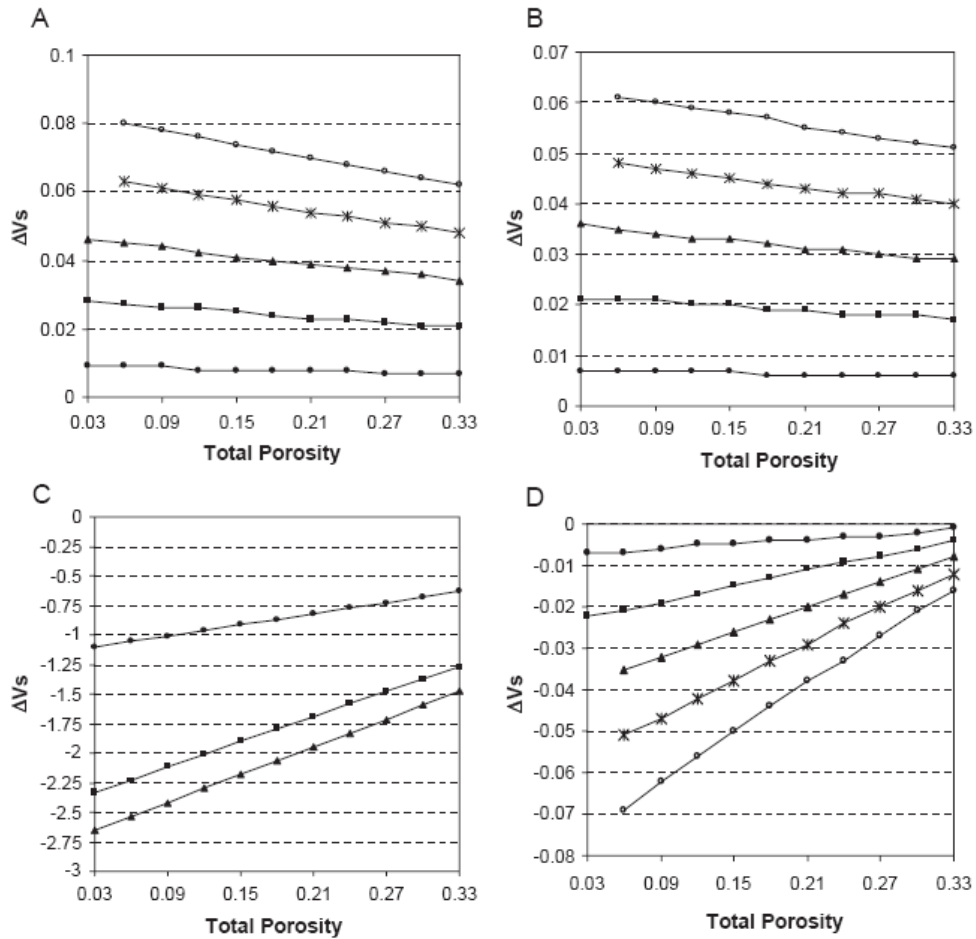 A
0.1
0.08
0.06
0.04
0.02
0
ΔVs
0.03 0.09 0.15 0.21 0.27 0.33
Total Porosity
B
0.07
0.06
0.05
0.04
0.03
0.02
0.01
0
ΔVs
0.03 0.09 0.15 0.21 0.27 0.33
Total Porosity
C
0
-0.25
-0.5
-0.75
-1
-1.25
-1.5
-1.75
-2
-2.25
-2.5
-2.75
-3
ΔVs
0.03 0.09 0.15 0.21 0.27 0.33
Total Porosity
D
0
-0.01
-0.02
-0.03
-0.04
-0.05
-0.06
-0.07
-0.08
ΔVs
0.03 0.09 0.15 0.21 0.27 0.33
Total Porosity